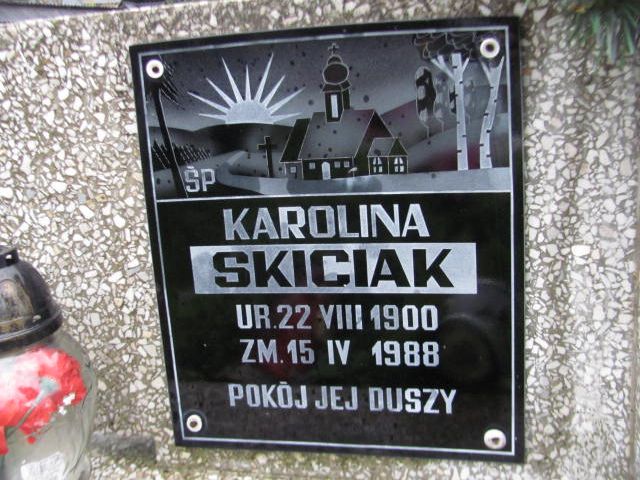 ŚP
KAROLINA
SKICIAK
UR. 22 VIII 1900
ZM. 15 IV 1988
POKÓJ JEJ DUSZY